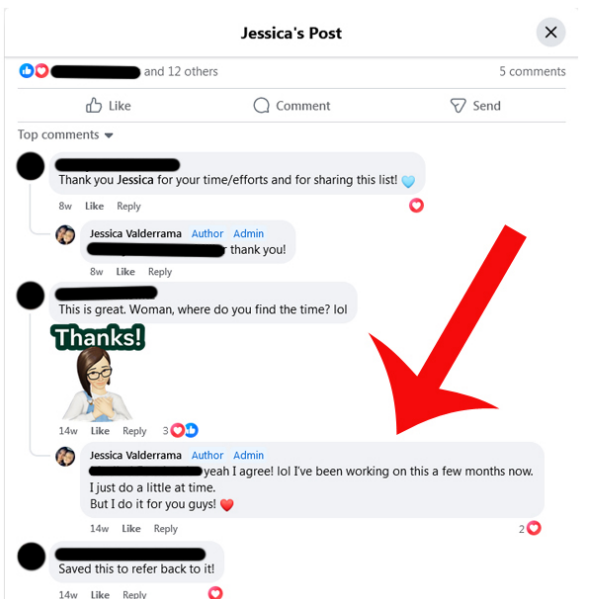 Jessica's Post
and 12 others 5 comments
Like Comment Send
Top comments
Thank you Jessica for your time/efforts and for sharing this list! 🩵
8w Like Reply
Jessica Valderrama Author Admin
thank you!
8w Like Reply
This is great. Woman, where do you find the time? lol
Thanks!
14w Like Reply 3
Jessica Valderrama Author Admin
yeah I agree! lol I've been working on this a few months now.
I just do a little at time.
But I do it for you guys! ❤️
14w Like Reply 2
Saved this to refer back to it!
14w Like Reply